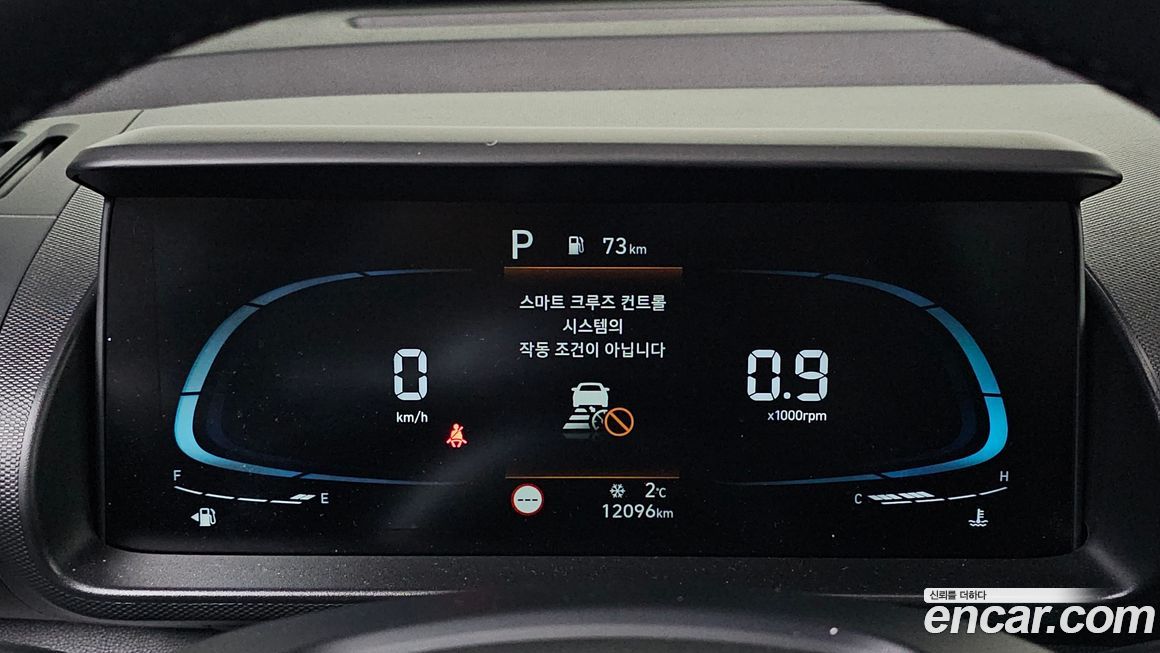 P 73km
스마트 크루즈 컨트롤
시스템의
작동 조건이 아닙니다
0
km/h
0.9
x1000rpm
F E
---
2℃
12096km
C H
신뢰를 더하다
encar.com